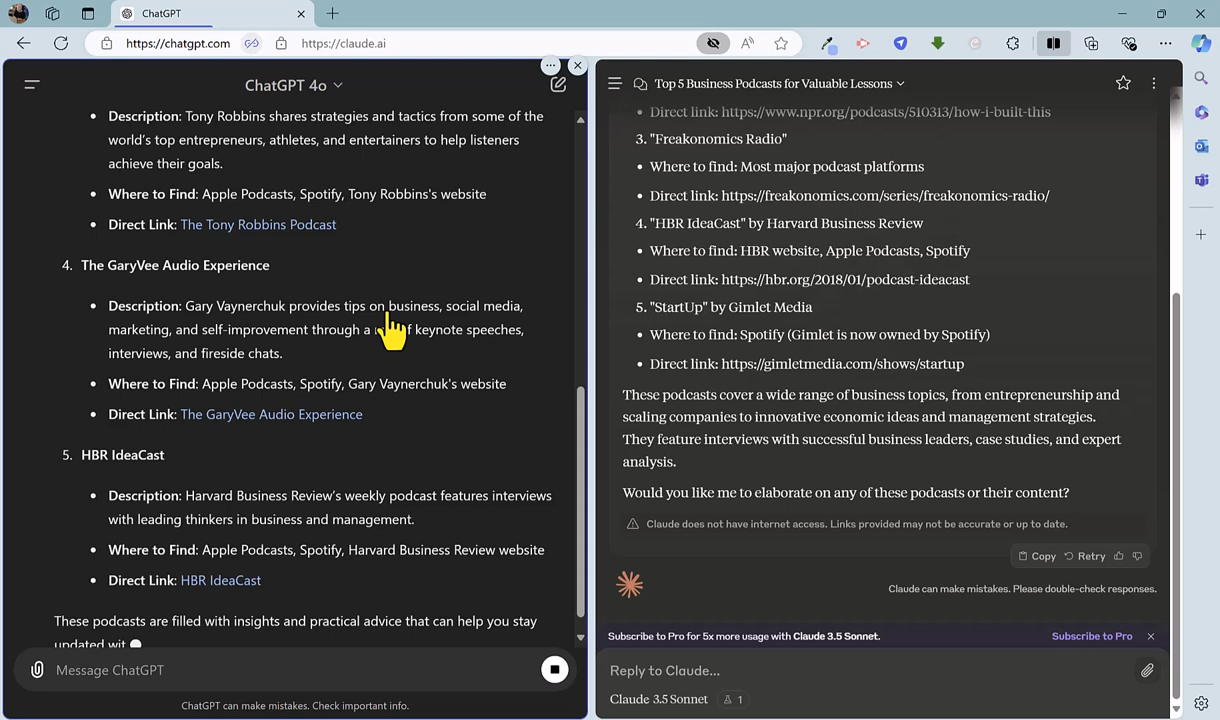 ChatGPT
https://chatgpt.com
https://claude.ai
ChatGPT 4o
Description: Tony Robbins shares strategies and tactics from some of the
world's top entrepreneurs, athletes, and entertainers to help listeners
achieve their goals.
Where to Find: Apple Podcasts, Spotify, Tony Robbins's website
Direct Link: The Tony Robbins Podcast
4. The GaryVee Audio Experience
Description: Gary Vaynerchuk provides tips on business, social media,
marketing, and self-improvement through a of keynote speeches,
interviews, and fireside chats.
Where to Find: Apple Podcasts, Spotify, Gary Vaynerchuk's website
Direct Link: The GaryVee Audio Experience
5. HBR IdeaCast
Description: Harvard Business Review's weekly podcast features interviews
with leading thinkers in business and management.
Where to Find: Apple Podcasts, Spotify, Harvard Business Review website
Direct Link: HBR IdeaCast
These podcasts are filled with insights and practical advice that can help you stay
updated wit
Message ChatGPT
ChatGPT can make mistakes. Check important info.
Top 5 Business Podcasts for Valuable Lessons
Direct link: https://www.npr.org/podcasts/510313/how-i-built-this
3. "Freakonomics Radio"
Where to find: Most major podcast platforms
Direct link: https://freakonomics.com/series/freakonomics-radio/
4. "HBR IdeaCast" by Harvard Business Review
Where to find: HBR website, Apple Podcasts, Spotify
Direct link: https://hbr.org/2018/01/podcast-ideacast
5. "StartUp" by Gimlet Media
Where to find: Spotify (Gimlet is now owned by Spotify)
Direct link: https://gimletmedia.com/shows/startup
These podcasts cover a wide range of business topics, from entrepreneurship and
scaling companies to innovative economic ideas and management strategies.
They feature interviews with successful business leaders, case studies, and expert
analysis.
Would you like me to elaborate on any of these podcasts or their content?
Claude does not have internet access. Links provided may not be accurate or up to date.
Copy Retry
Claude can make mistakes. Please double-check responses.
Subscribe to Pro for 5x more usage with Claude 3.5 Sonnet.
Subscribe to Pro
Reply to Claude...
Claude 3.5 Sonnet
1